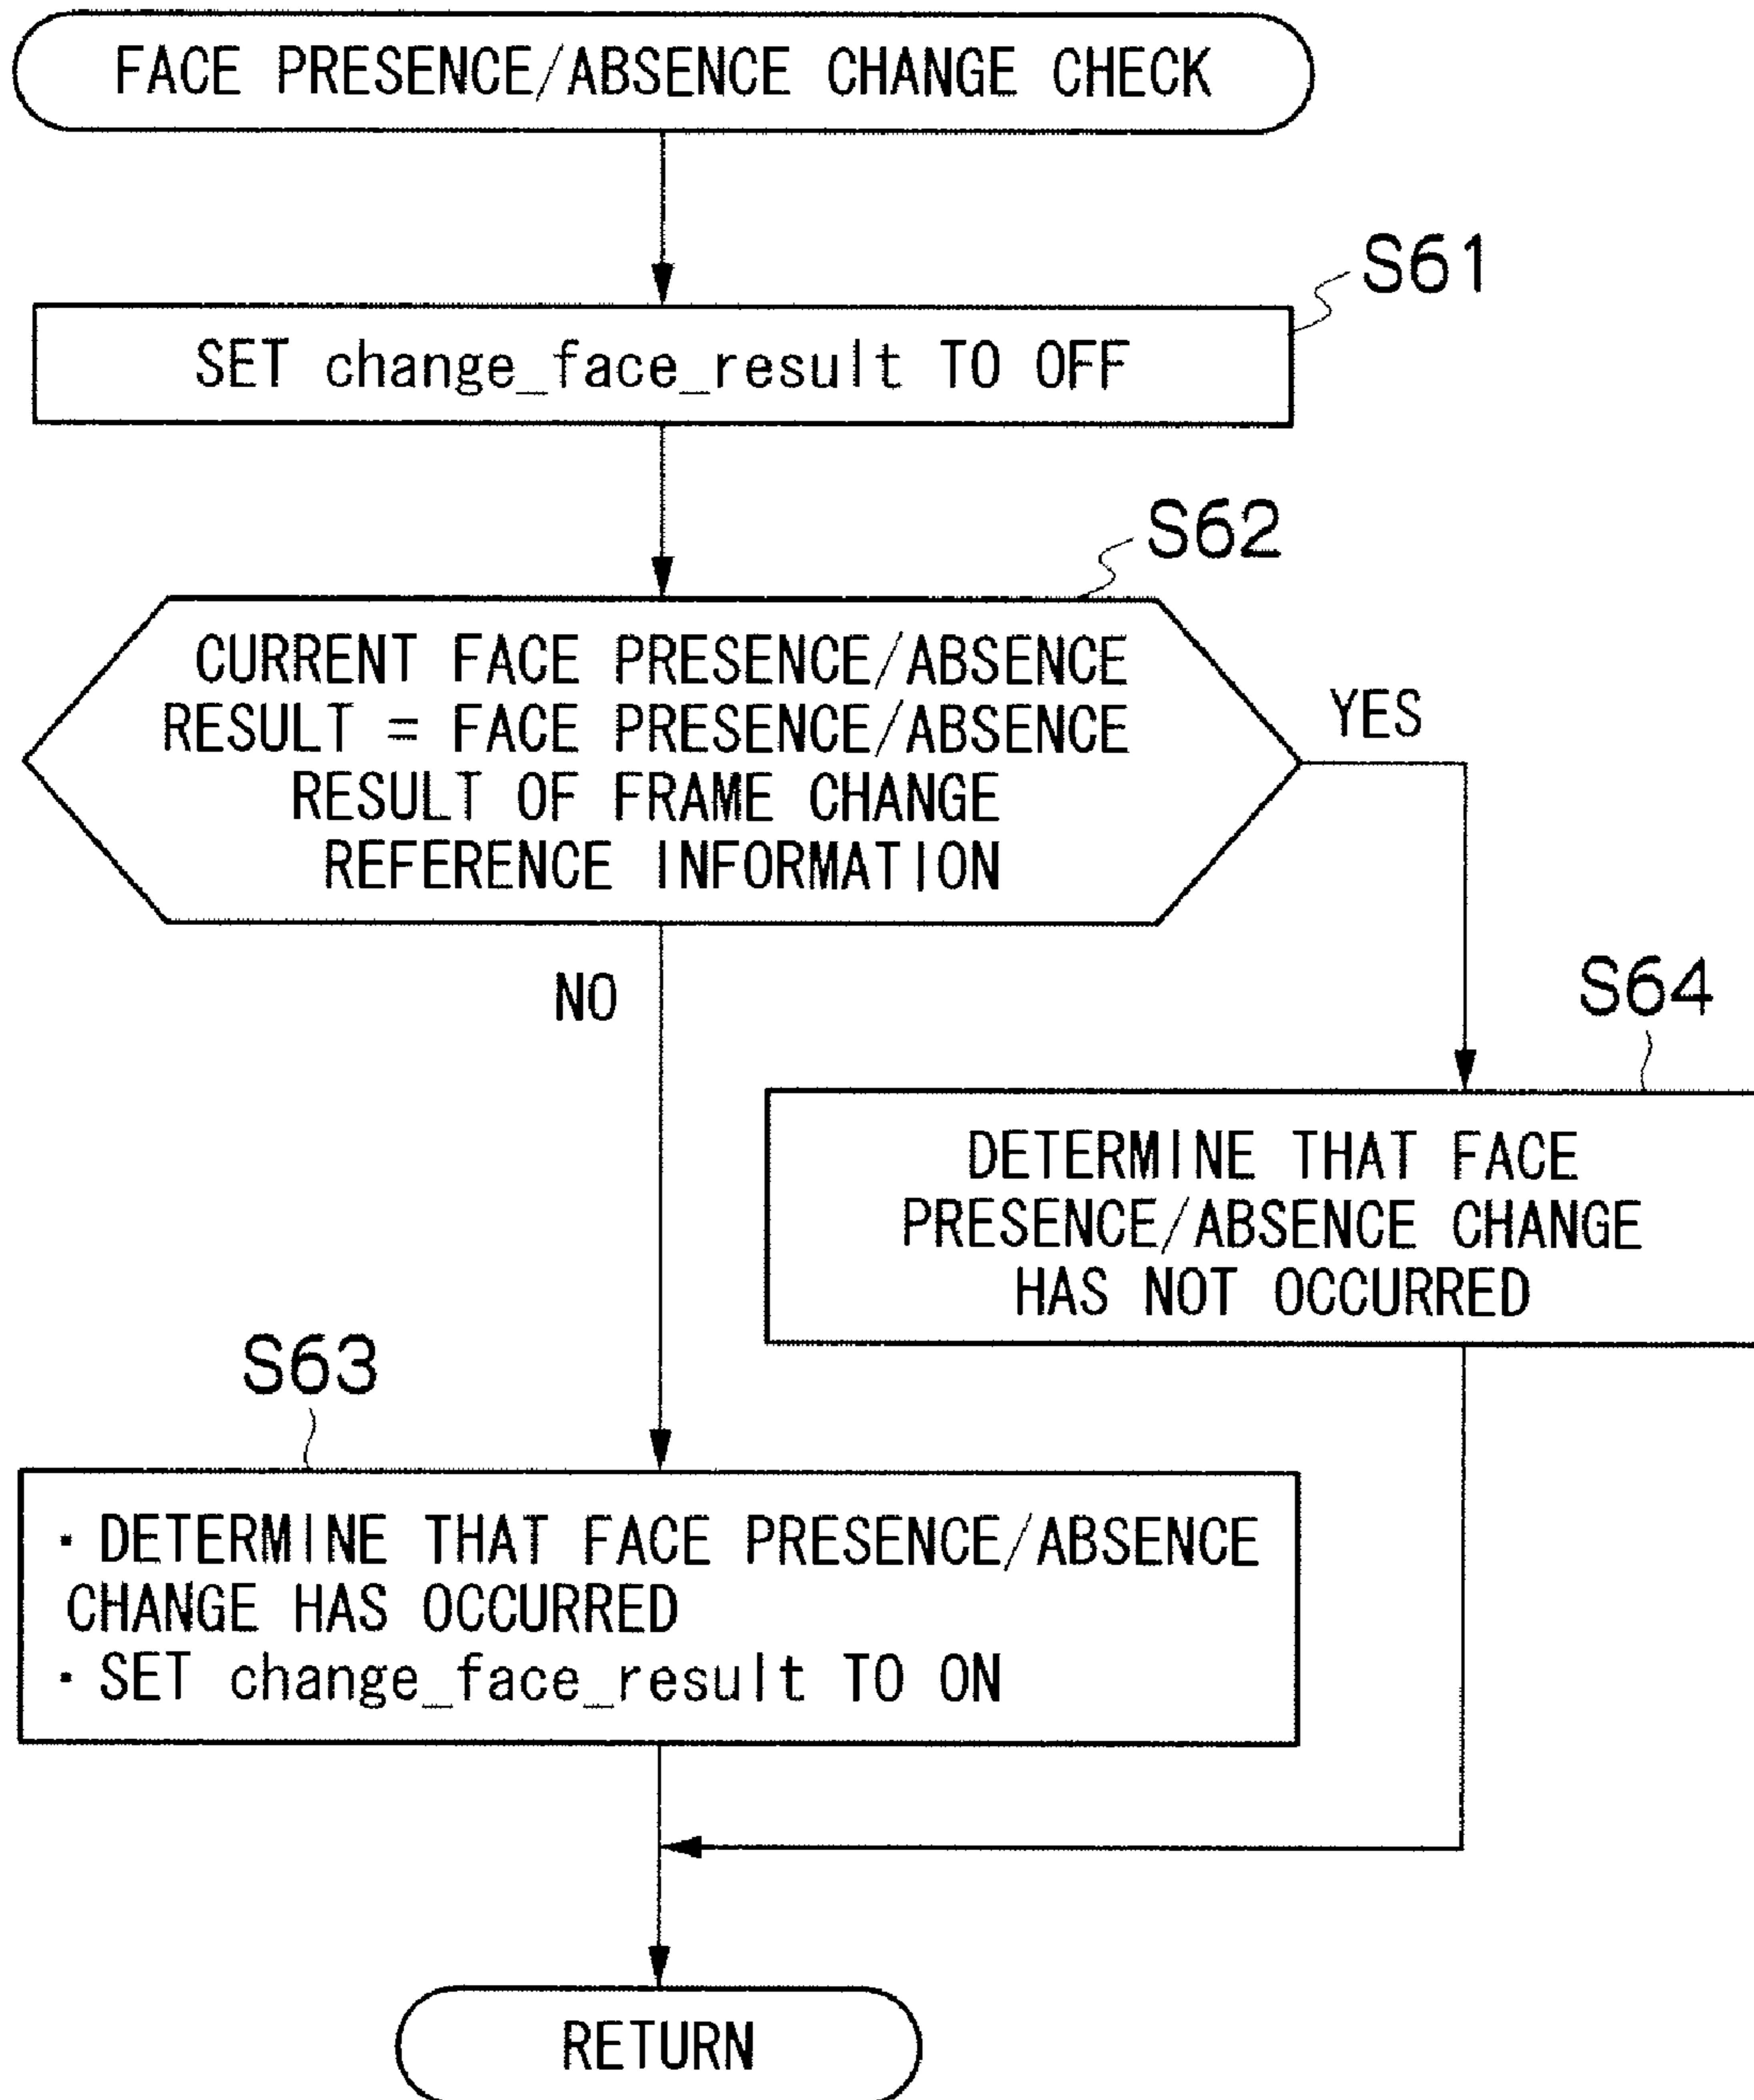 FACE PRESENCE/ABSENCE CHANGE CHECK
S61
SET change_face_result TO OFF
S62
CURRENT FACE PRESENCE/ABSENCE
RESULT = FACE PRESENCE/ABSENCE
RESULT OF FRAME CHANGE
REFERENCE INFORMATION
YES
NO
S64
DETERMINE THAT FACE
PRESENCE/ABSENCE CHANGE
HAS NOT OCCURRED
S63
· DETERMINE THAT FACE PRESENCE/ABSENCE
CHANGE HAS OCCURRED
· SET change_face_result TO ON
RETURN